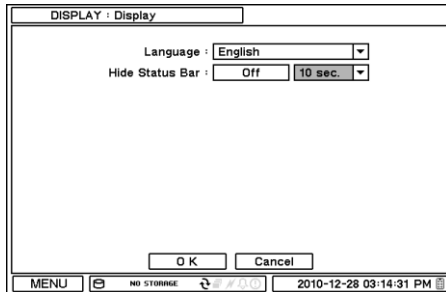 DISPLAY : Display
Language : English
Hide Status Bar : Off 10 sec.
OK Cancel
MENU NO STORAGE 2010-12-28 03:14:31 PM